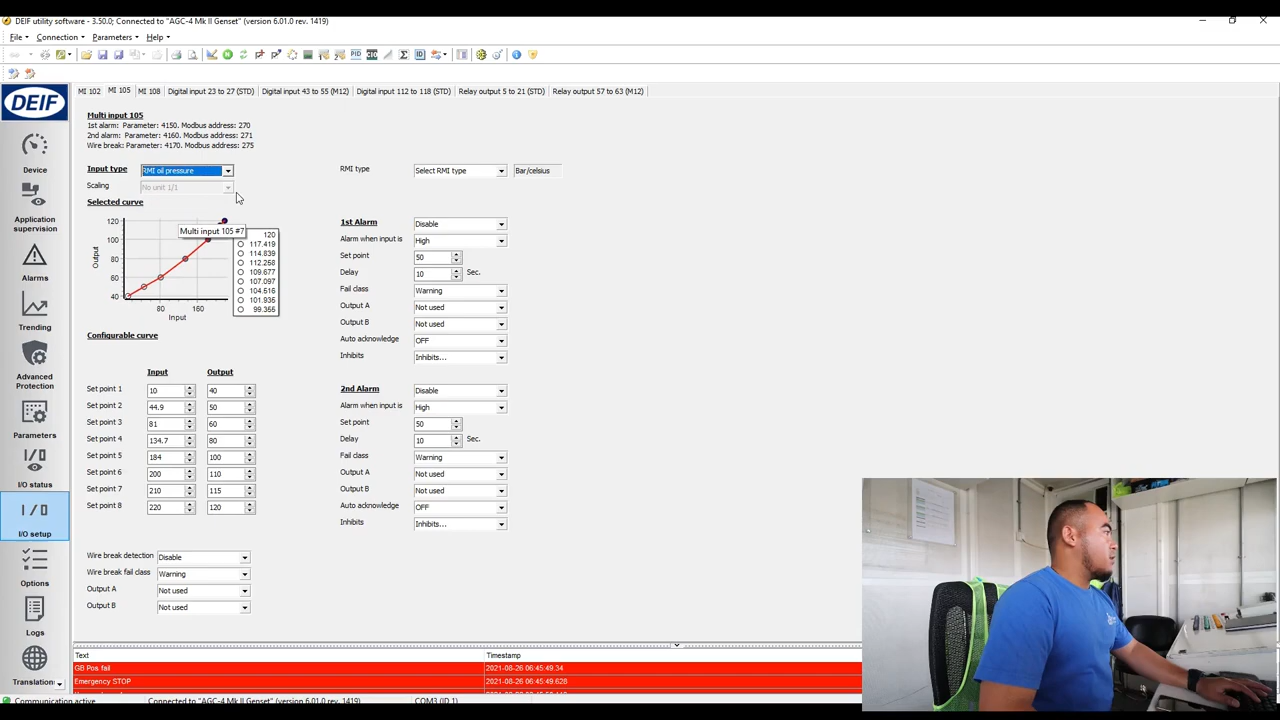 DEIF utility software - 3.50.0; Connected to "AGC-4 Mk II Genset" (version 6.01.0 rev. 1419)
File Connection Parameters Help
MI 102 MI 105 MI 108 Digital input 23 to 27 (STD) Digital input 43 to 55 (M12) Digital input 112 to 118 (STD) Relay output 5 to 21 (STD) Relay output 57 to 63 (M12)
DEIF
Device
Application
supervision
Alarms
Trending
Advanced
Protection
Parameters
I/O status
I/O setup
Options
Logs
Translation
Multi input 105
1st alarm: Parameter: 4150. Modbus address: 270
2nd alarm: Parameter: 4160. Modbus address: 271
Wire break: Parameter: 4170. Modbus address: 275
Input type RMI oil pressure
Scaling No unit 1/1
RMI type Select RMI type Bar/celsius
Selected curve
Output
120
100
80
60
40
80 160
Input
Multi input 105 #7
120
117.419
114.839
112.258
109.677
107.097
104.516
101.935
99.355
Configurable curve
Input Output
Set point 1 10 40
Set point 2 44.9 50
Set point 3 81 60
Set point 4 134.7 80
Set point 5 184 100
Set point 6 200 110
Set point 7 210 115
Set point 8 220 120
Wire break detection Disable
Wire break fail class Warning
Output A Not used
Output B Not used
1st Alarm Disable
Alarm when input is High
Set point 50
Delay 10 Sec.
Fail class Warning
Output A Not used
Output B Not used
Auto acknowledge OFF
Inhibits Inhibits...
2nd Alarm Disable
Alarm when input is High
Set point 50
Delay 10 Sec.
Fail class Warning
Output A Not used
Output B Not used
Auto acknowledge OFF
Inhibits Inhibits...
Text Timestamp
GB Pos fail 2021-08-26 06:45:49.34
Emergency STOP 2021-08-26 06:45:49.628
Communication active Connected to "AGC-4 Mk II Genset" (version 6.01.0 rev. 1419) COM3 (ID 1)